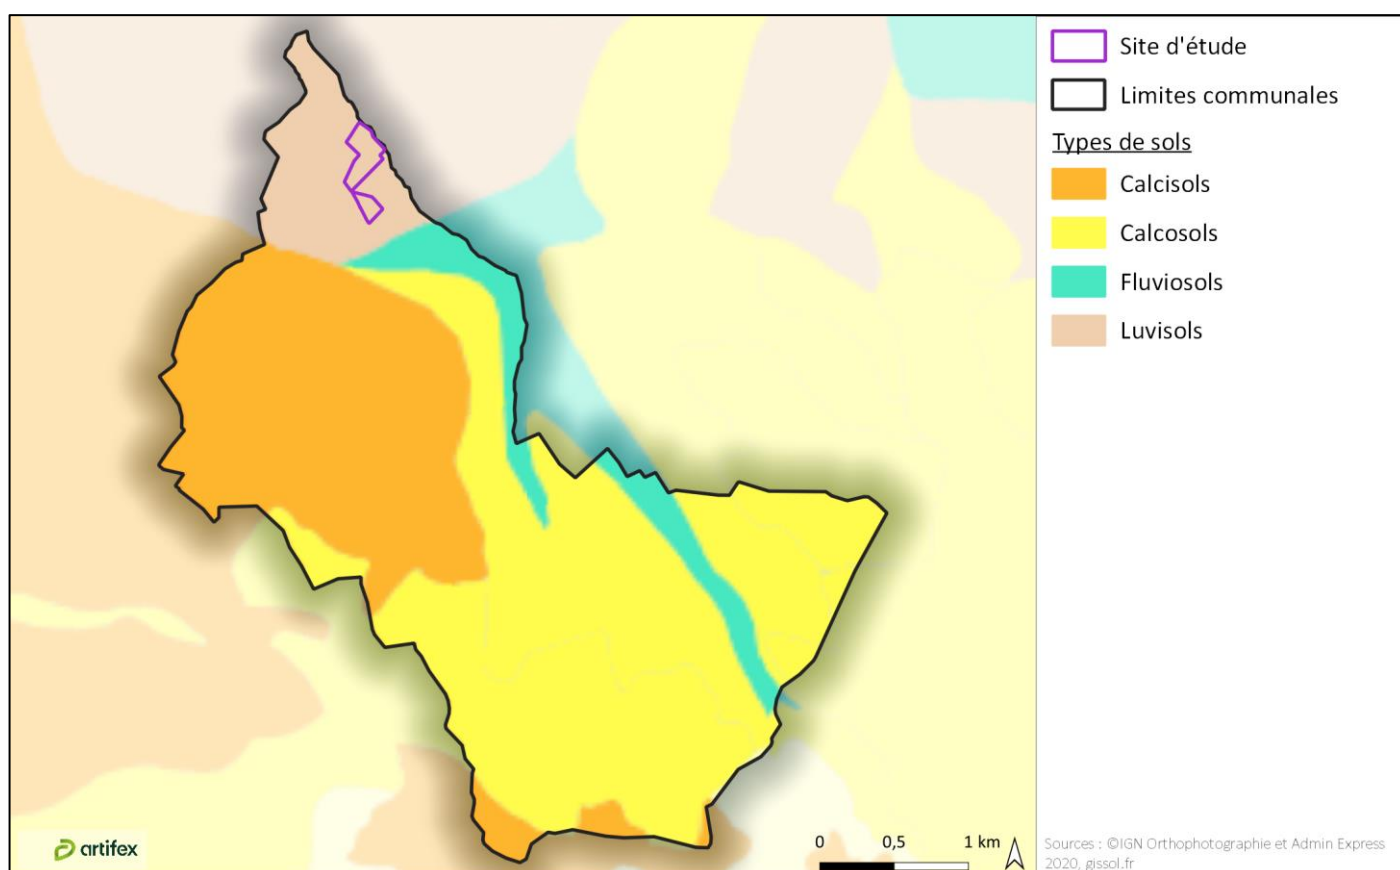 Site d'étude
Limites communales
Types de sols
Calcisols
Calcosols
Fluviosols
Luvisols
artifex
0 0,5 1 km
Sources : ©IGN Orthophotographie et Admin Express
2020, gissol.fr